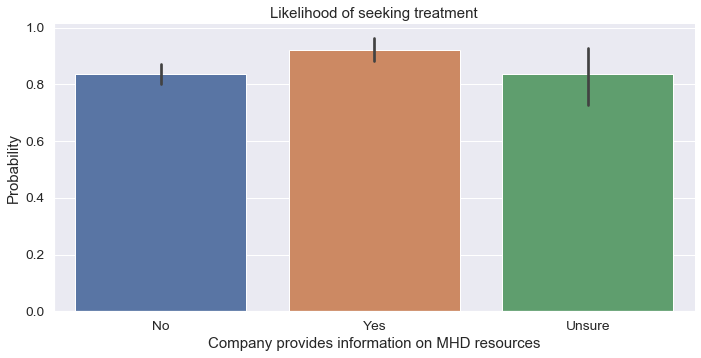 Likelihood of seeking treatment
1.0
0.8
0.6
0.4
0.2
0.0
Probability
No Yes Unsure
Company provides information on MHD resources